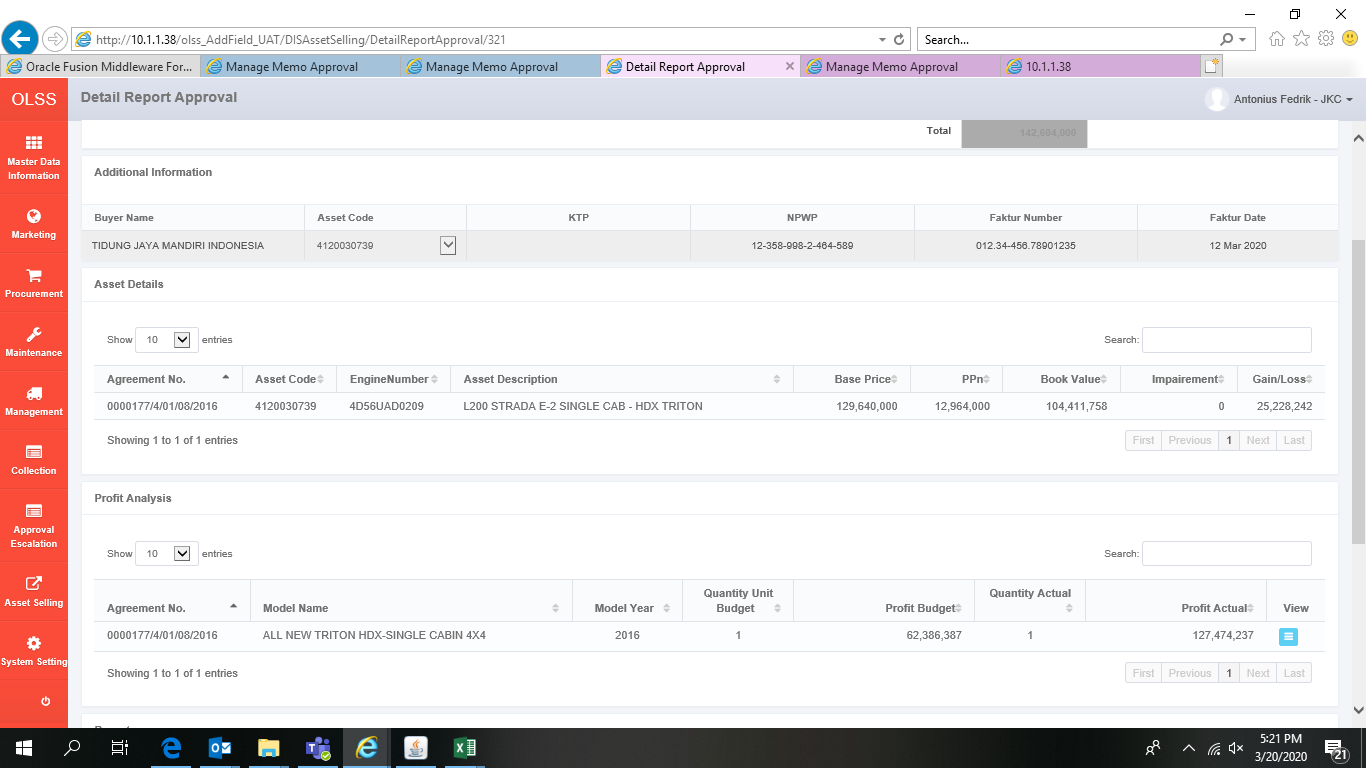 http://10.1.1.38/olss_AddField_UAT/DISAssetSelling/DetailReportApproval/321
Search...
Oracle Fusion Middleware For...
Manage Memo Approval
Manage Memo Approval
Detail Report Approval
Manage Memo Approval
10.1.1.38
OLSS
Detail Report Approval
Antonius Fedrik - JKC
Master Data
Information
Marketing
Procurement
Maintenance
Management
Collection
Approval
Escalation
Asset Selling
System Setting
Total 142,604,000
Additional Information
Buyer Name Asset Code KTP NPWP Faktur Number Faktur Date
TIDUNG JAYA MANDIRI INDONESIA 4120030739 12-358-998-2-464-589 012.34-456.78901235 12 Mar 2020
Asset Details
Show 10 entries Search:
Agreement No. Asset Code EngineNumber Asset Description Base Price PPn Book Value Impairement Gain/Loss
0000177/4/01/08/2016 4120030739 4D56UAD0209 L200 STRADA E-2 SINGLE CAB - HDX TRITON 129,640,000 12,964,000 104,411,758 0 25,228,242
Showing 1 to 1 of 1 entries First Previous 1 Next Last
Profit Analysis
Show 10 entries Search:
Agreement No. Model Name Model Year Quantity Unit Budget Profit Budget Quantity Actual Profit Actual View
0000177/4/01/08/2016 ALL NEW TRITON HDX-SINGLE CABIN 4X4 2016 1 62,386,387 1 127,474,237
Showing 1 to 1 of 1 entries First Previous 1 Next Last
5:21 PM
3/20/2020
21